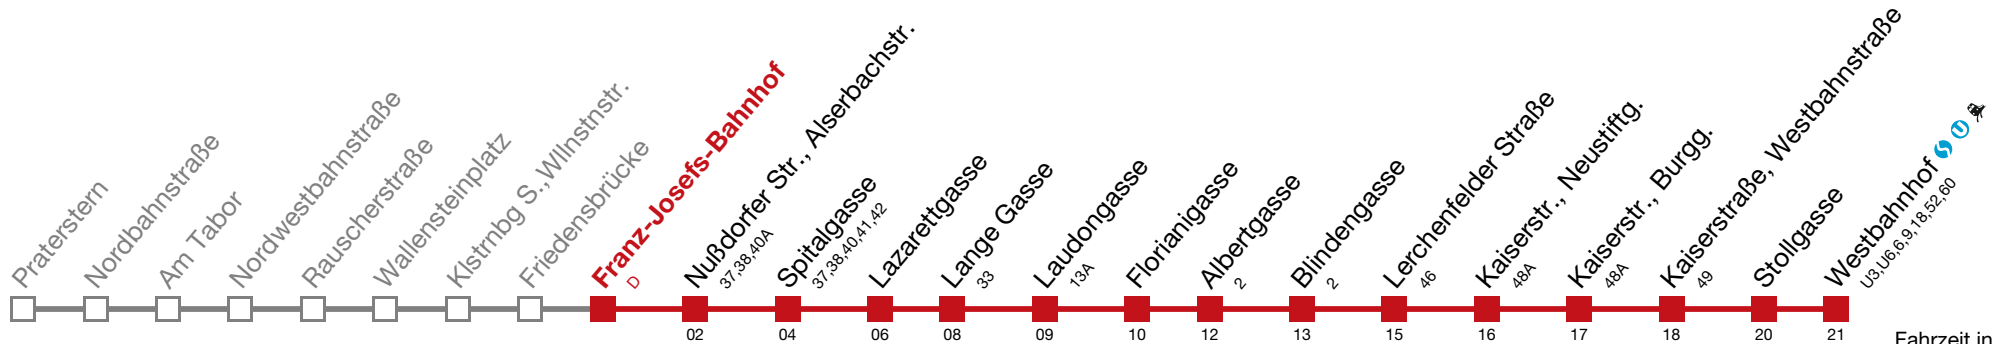 Praterstern
Nordbahnstraße
Am Tabor
Nordwestbahnstraße
Rauscherstraße
Wallensteinplatz
Klstrnbg S., Wllnstnstr.
Friedensbrücke
Franz-Josefs-Bahnhof
D
Nußdorfer Str., Alserbachstr.
37,38,40A
Spitalgasse
37,38,40,41,42
Lazarettgasse
Lange Gasse
33
Laudongasse
13A
Florianigasse
Albertgasse
2
Blindengasse
2
Lerchenfelder Straße
46
Kaiserstr., Neustiftg.
48A
Kaiserstr., Burgg.
48A
Kaiserstraße, Westbahnstraße
49
Stollgasse
Westbahnhof S U
U3,U6,6,9,18,52,60
02 04 06 08 09 10 12 13 15 16 17 18 20 21
Fahrzeit in